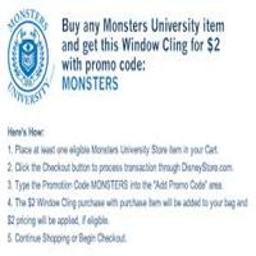 MONSTERS
UNIVERSITY
Buy any Monsters University item
and get this Window Cling for $2
with promo code:
MONSTERS
Here's How:
1. Place at least one eligible Monsters University Store item in your Cart.
2. Click the Checkout button to process transaction through DisneyStore.com.
3. Type the Promotion Code MONSTERS into the "Add Promo Code" area.
4. The $2 Window Cling purchase with purchase item will be added to your bag and
$2 pricing will be applied, if eligible.
5. Continue Shopping or Begin Checkout.